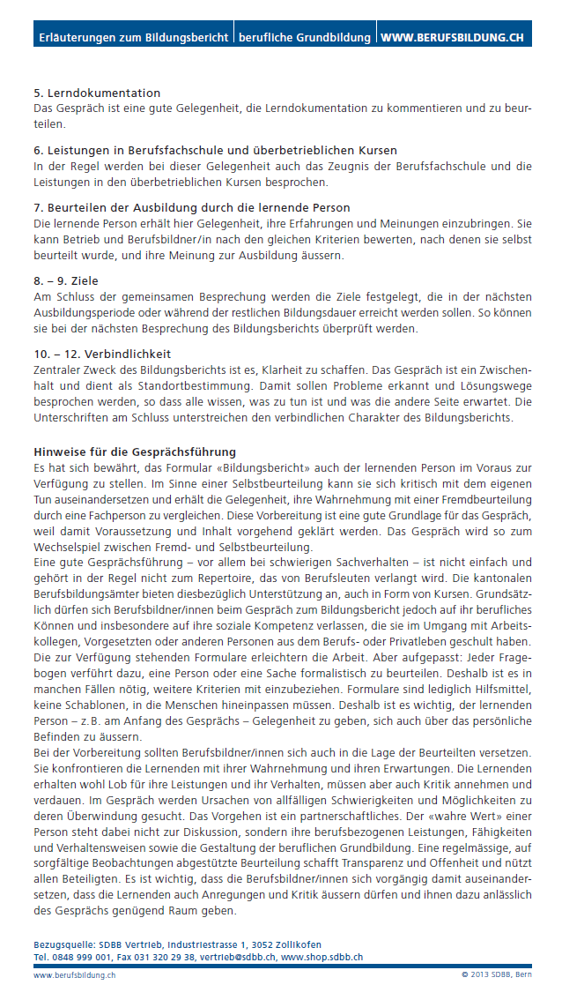 Erläuterungen zum Bildungsbericht berufliche Grundbildung WWW.BERUFSBILDUNG.CH
5. Lerndokumentation
Das Gespräch ist eine gute Gelegenheit, die Lerndokumentation zu kommentieren und zu beur-
teilen.
6. Leistungen in Berufsfachschule und überbetrieblichen Kursen
In der Regel werden bei dieser Gelegenheit auch das Zeugnis der Berufsfachschule und die
Leistungen in den überbetrieblichen Kursen besprochen.
7. Beurteilen der Ausbildung durch die lernende Person
Die lernende Person erhält hier Gelegenheit, ihre Erfahrungen und Meinungen einzubringen. Sie
kann Betrieb und Berufsbildner/in nach den gleichen Kriterien bewerten, nach denen sie selbst
beurteilt wurde, und ihre Meinung zur Ausbildung äussern.
8. – 9. Ziele
Am Schluss der gemeinsamen Besprechung werden die Ziele festgelegt, die in der nächsten
Ausbildungsperiode oder während der restlichen Bildungsdauer erreicht werden sollen. So können
sie bei der nächsten Besprechung des Bildungsberichts überprüft werden.
10. – 12. Verbindlichkeit
Zentraler Zweck des Bildungsberichts ist es, Klarheit zu schaffen. Das Gespräch ist ein Zwischen-
halt und dient als Standortbestimmung. Damit sollen Probleme erkannt und Lösungswege
besprochen werden, so dass alle wissen, was zu tun ist und was die andere Seite erwartet. Die
Unterschriften am Schluss unterstreichen den verbindlichen Charakter des Bildungsberichts.
Hinweise für die Gesprächsführung
Es hat sich bewährt, das Formular «Bildungsbericht» auch der lernenden Person im Voraus zur
Verfügung zu stellen. Im Sinne einer Selbstbeurteilung kann sie sich kritisch mit dem eigenen
Tun auseinandersetzen und erhält die Gelegenheit, ihre Wahrnehmung mit einer Fremdbeurteilung
durch eine Fachperson zu vergleichen. Diese Vorbereitung ist eine gute Grundlage für das Gespräch,
weil damit Voraussetzung und Inhalt vorgehend geklärt werden. Das Gespräch wird so zum
Wechselspiel zwischen Fremd- und Selbstbeurteilung.
Eine gute Gesprächsführung – vor allem bei schwierigen Sachverhalten – ist nicht einfach und
gehört in der Regel nicht zum Repertoire, das von Berufsleuten verlangt wird. Die kantonalen
Berufsbildungsämter bieten diesbezüglich Unterstützung an, auch in Form von Kursen. Grundsätz-
lich dürfen sich Berufsbildner/innen beim Gespräch zum Bildungsbericht jedoch auf ihr berufliches
Können und insbesondere auf ihre soziale Kompetenz verlassen, die sie im Umgang mit Arbeits-
kollegen, Vorgesetzten oder anderen Personen aus dem Berufs- oder Privatleben geschult haben.
Die zur Verfügung stehenden Formulare erleichtern die Arbeit. Aber aufgepasst: Jeder Frage-
bogen verführt dazu, eine Person oder eine Sache formalistisch zu beurteilen. Deshalb ist es in
manchen Fällen nötig, weitere Kriterien mit einzubeziehen. Formulare sind lediglich Hilfsmittel,
keine Schablonen, in die Menschen hineinpassen müssen. Deshalb ist es wichtig, der lernenden
Person – z.B. am Anfang des Gesprächs – Gelegenheit zu geben, sich auch über das persönliche
Befinden zu äussern.
Bei der Vorbereitung sollten Berufsbildner/innen sich auch in die Lage der Beurteilten versetzen.
Sie konfrontieren die Lernenden mit ihrer Wahrnehmung und ihren Erwartungen. Die Lernenden
erhalten wohl Lob für ihre Leistungen und ihr Verhalten, müssen aber auch Kritik annehmen und
verdauen. Im Gespräch werden Ursachen von allfälligen Schwierigkeiten und Möglichkeiten zu
deren Überwindung gesucht. Das Vorgehen ist ein partnerschaftliches. Der «wahre Wert» einer
Person steht dabei nicht zur Diskussion, sondern ihre berufsbezogenen Leistungen, Fähigkeiten
und Verhaltensweisen sowie die Gestaltung der beruflichen Grundbildung. Eine regelmässige, auf
sorgfältige Beobachtungen abgestützte Beurteilung schafft Transparenz und Offenheit und nützt
allen Beteiligten. Es ist wichtig, dass die Berufsbildner/innen sich vorgängig damit auseinander-
setzen, dass die Lernenden auch Anregungen und Kritik äussern dürfen und ihnen dazu anlässlich
des Gesprächs genügend Raum geben.
Bezugsquelle: SDBB Vertrieb, Industriestrasse 1, 3052 Zollikofen
Tel. 0848 999 001, Fax 031 320 29 38, vertrieb@sdbb.ch, www.shop.sdbb.ch
www.berufsbildung.ch © 2013 SDBB, Bern